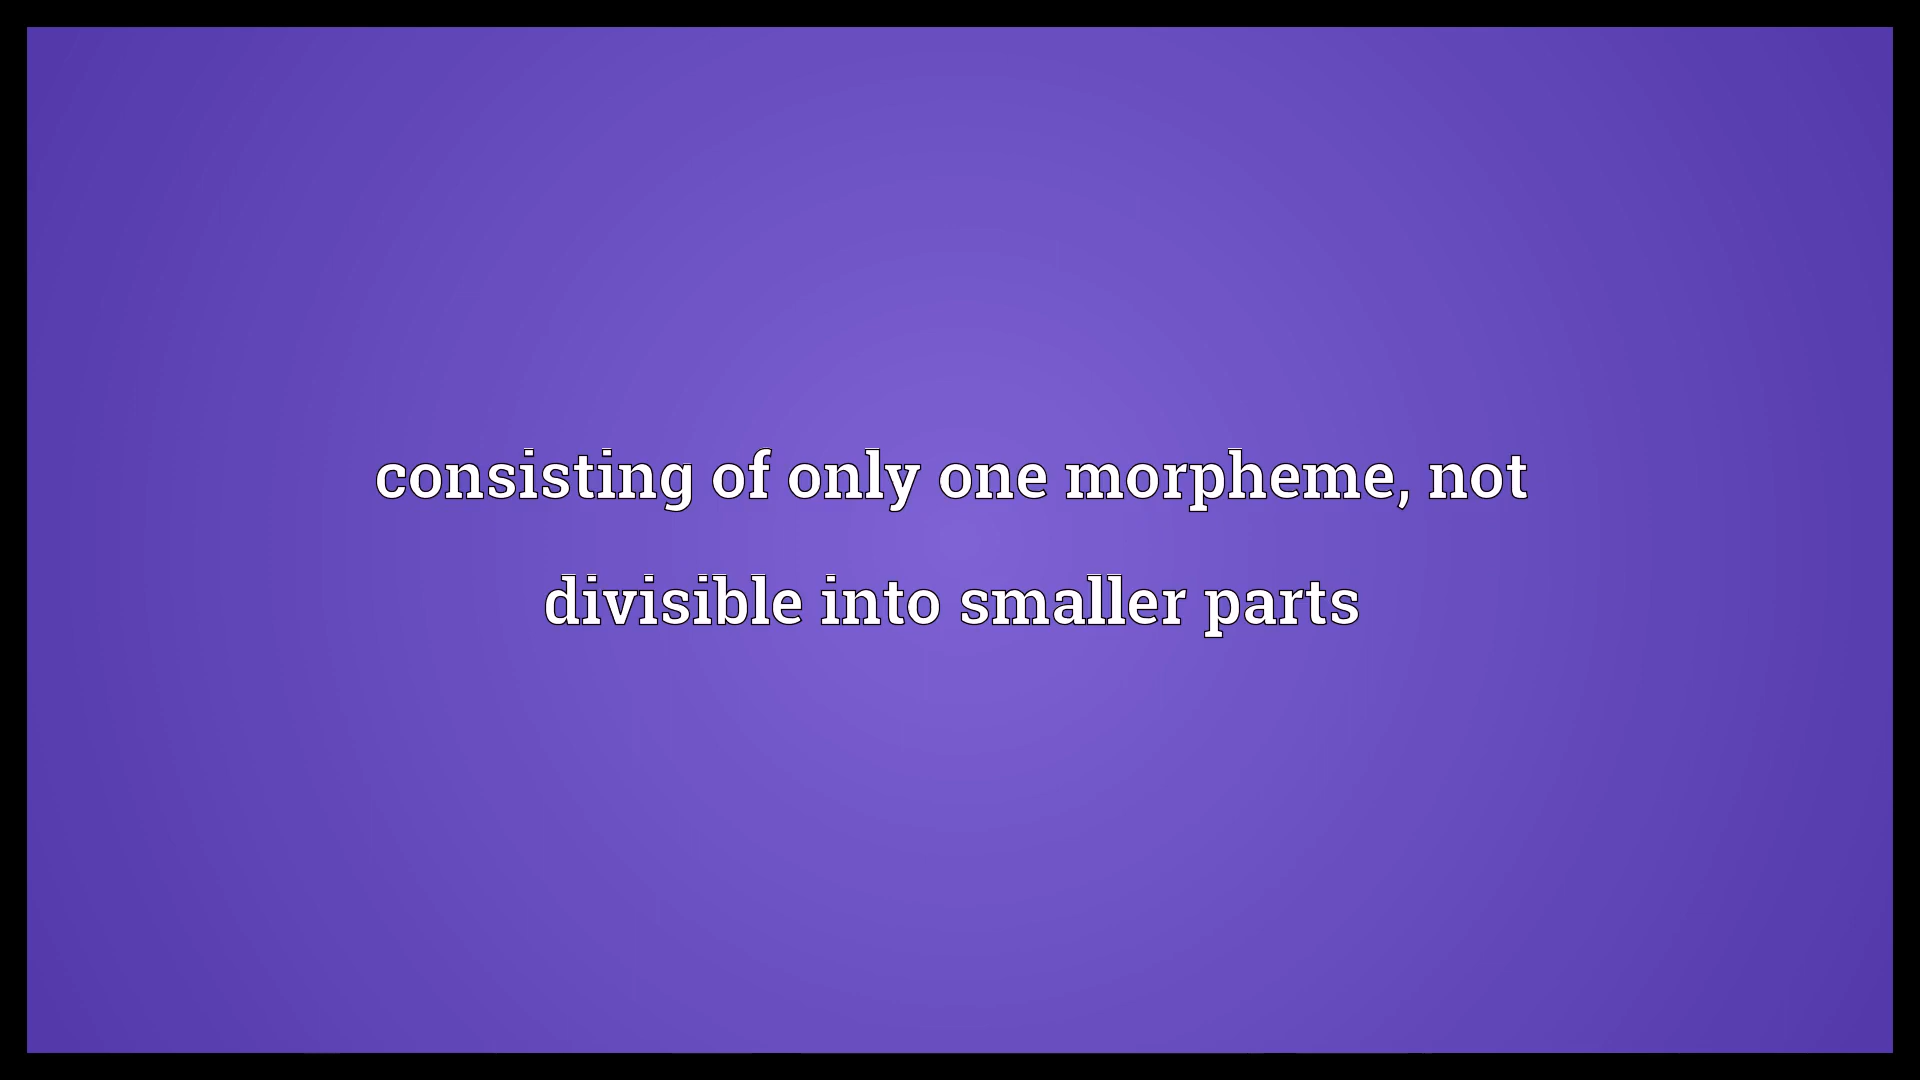 consisting of only one morpheme, not
divisible into smaller parts